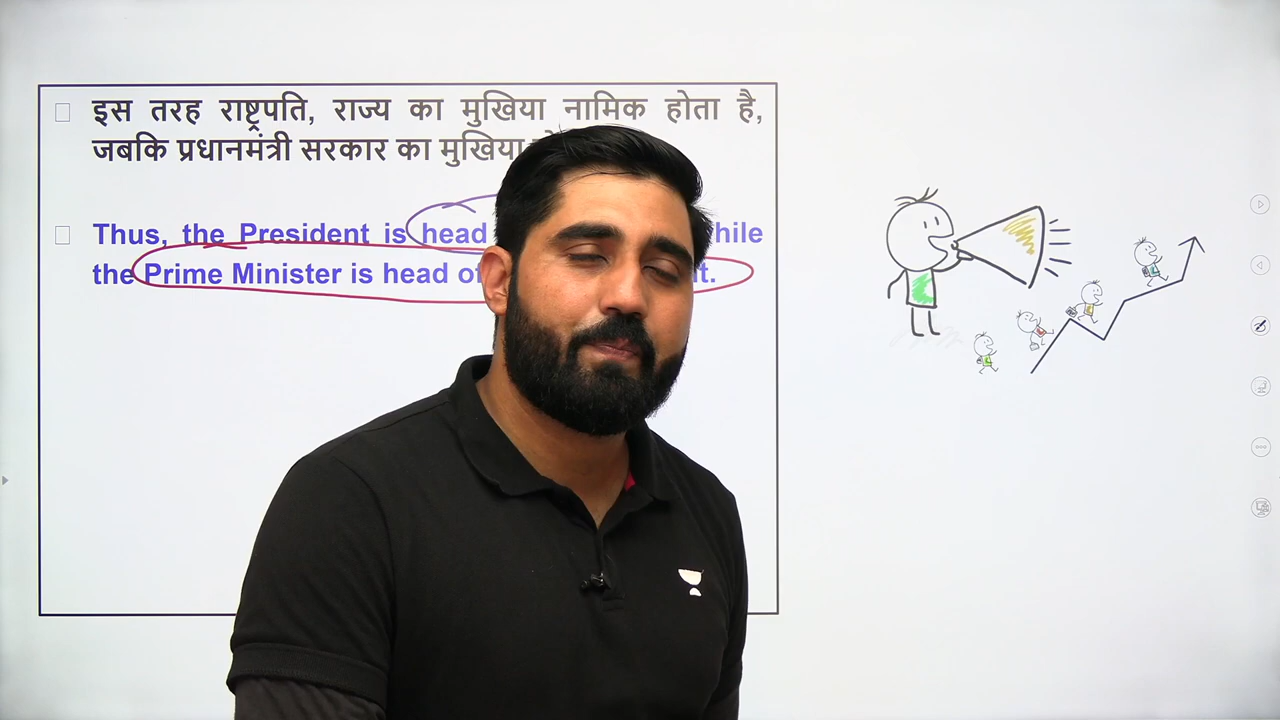 इस तरह राष्ट्रपति, राज्य का मुखिया नामिक होता है,
जबकि प्रधानमंत्री सरकार का मुखिया
Thus, the President is head
the Prime Minister is head of